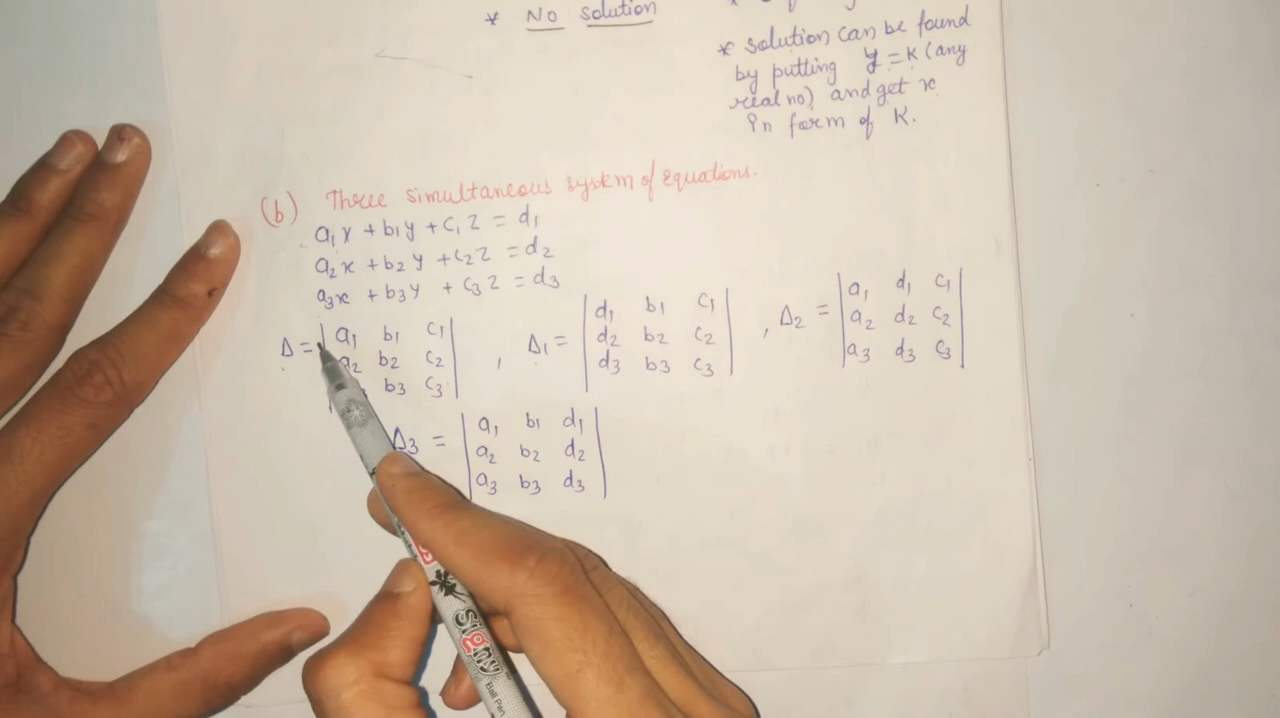 * No solution
* solution can be found
by putting y = K (any
real no) and get x
in form of K.
(b) Three simultaneous system of equations.
a₁x + b₁y + c₁z = d₁
a₂x + b₂y + c₂z = d₂
a₃x + b₃y + c₃z = d₃
Δ = | a₁ b₁ c₁ | , Δ₁ = | d₁ b₁ c₁ | , Δ₂ = | a₁ d₁ c₁ |
a₂ b₂ c₂ d₂ b₂ c₂ a₂ d₂ c₂
b₃ c₃ d₃ b₃ c₃ a₃ d₃ c₃
Δ₃ = | a₁ b₁ d₁ |
a₂ b₂ d₂
a₃ b₃ d₃
Signy
Ball Pen